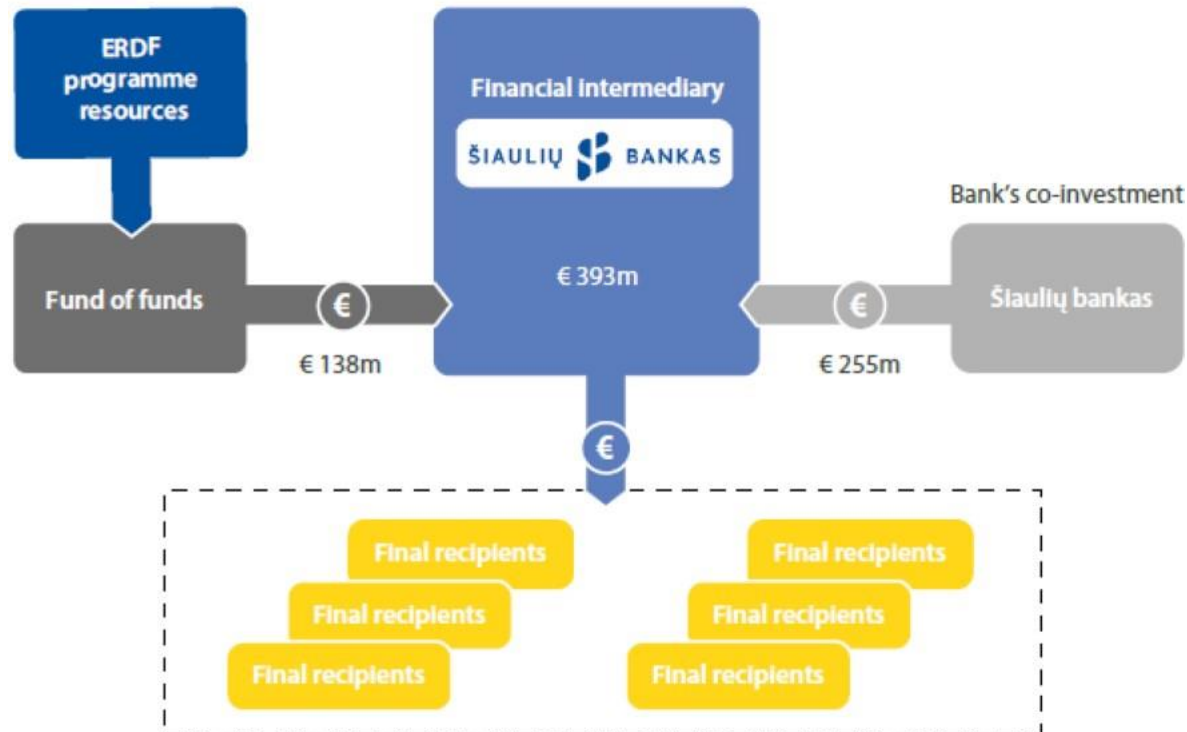 ERDF
programme
resources
Financial intermediary
ŠIAULIŲ BANKAS
Bank's co-investment
Fund of funds
€
€ 393m
€
Šiaulių bankas
€ 138m
€ 255m
€
Final recipients
Final recipients
Final recipients
Final recipients
Final recipients
Final recipients